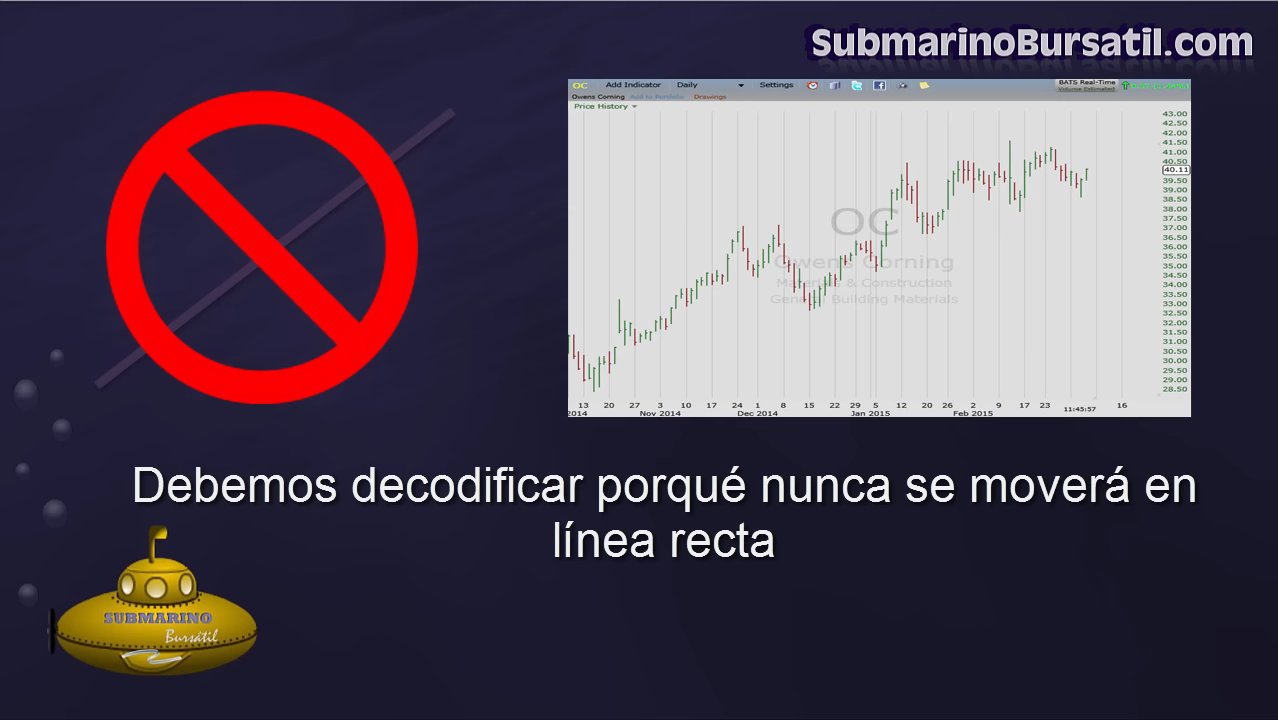 SubmarinoBursatil.com
OC Add Indicator Daily Settings BATS Real-Time
Volume Estimated
Owens Corning Add to Portfolio Drawings
Price History
43.00
42.50
42.00
41.50
41.00
40.50
40.11
39.50
39.00
38.50
38.00
37.50
37.00
36.50
36.00
35.50
35.00
34.50
34.00
33.50
33.00
32.50
32.00
31.50
31.00
30.50
30.00
29.50
29.00
28.50
OC
Owens Corning
Materials & Construction
General Building Materials
13 20 27 3 10 17 24 1 8 15 22 29 5 12 20 26 2 9 17 23 11:45:57 16
2014 Nov 2014 Dec 2014 Jan 2015 Feb 2015
Debemos decodificar porqué nunca se moverá en
línea recta
SUBMARINO
Bursátil